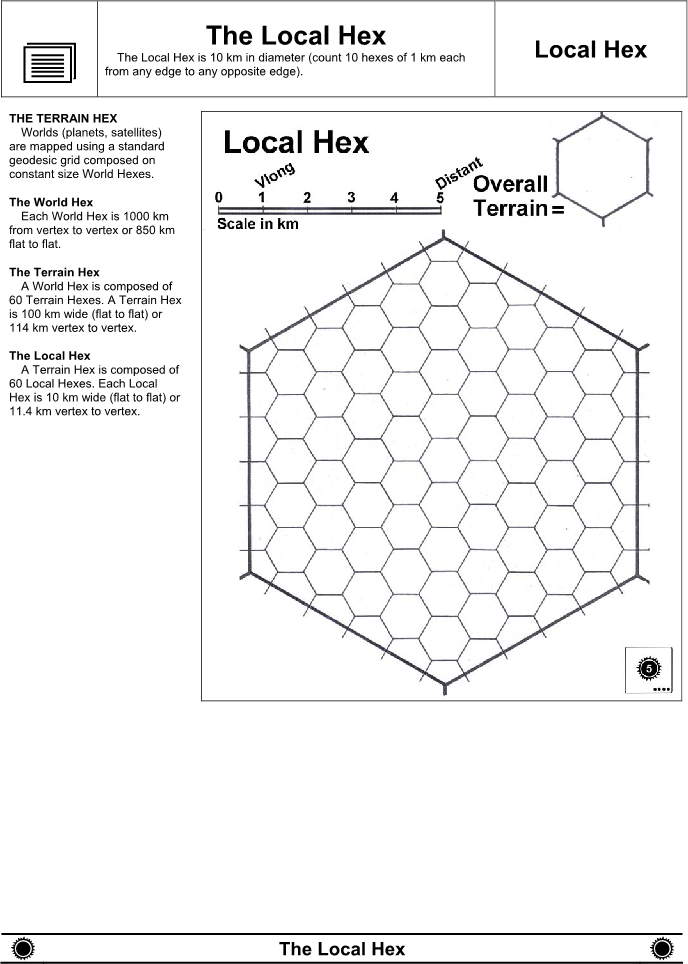 The Local Hex
The Local Hex is 10 km in diameter (count 10 hexes of 1 km each
from any edge to any opposite edge).
Local Hex
THE TERRAIN HEX
Worlds (planets, satellites)
are mapped using a standard
geodesic grid composed on
constant size World Hexes.
The World Hex
Each World Hex is 1000 km
from vertex to vertex or 850 km
flat to flat.
The Terrain Hex
A World Hex is composed of
60 Terrain Hexes. A Terrain Hex
is 100 km wide (flat to flat) or
114 km vertex to vertex.
The Local Hex
A Terrain Hex is composed of
60 Local Hexes. Each Local
Hex is 10 km wide (flat to flat) or
11.4 km vertex to vertex.
Local Hex
Vlong
Distant
0 1 2 3 4 5
Scale in km
Overall
Terrain =
5
The Local Hex